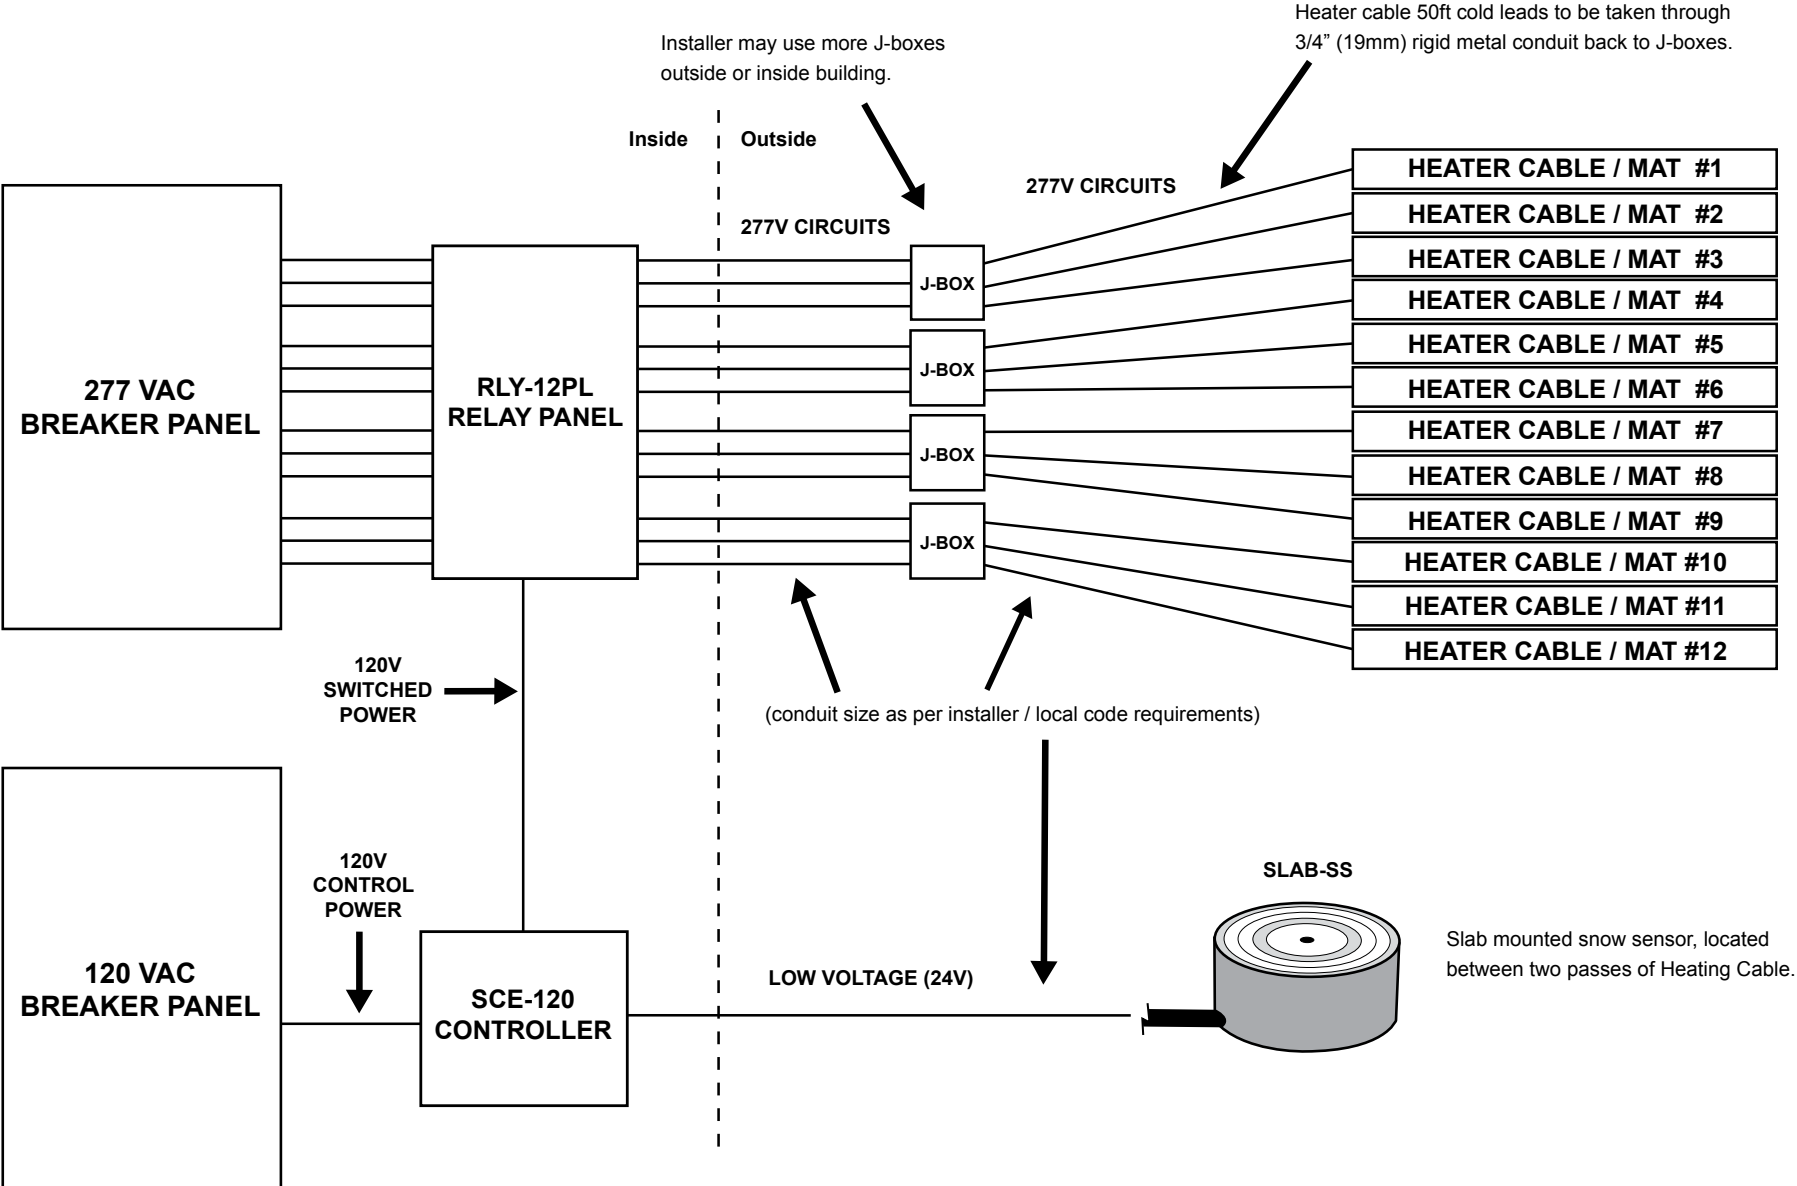 Heater cable 50ft cold leads to be taken through
3/4” (19mm) rigid metal conduit back to J-boxes.
Installer may use more J-boxes
outside or inside building.
Inside
Outside
277V CIRCUITS
277V CIRCUITS
HEATER CABLE / MAT #1
HEATER CABLE / MAT #2
HEATER CABLE / MAT #3
HEATER CABLE / MAT #4
HEATER CABLE / MAT #5
HEATER CABLE / MAT #6
HEATER CABLE / MAT #7
HEATER CABLE / MAT #8
HEATER CABLE / MAT #9
HEATER CABLE / MAT #10
HEATER CABLE / MAT #11
HEATER CABLE / MAT #12
J-BOX
J-BOX
J-BOX
J-BOX
277 VAC
BREAKER PANEL
RLY-12PL
RELAY PANEL
120V
SWITCHED
POWER
(conduit size as per installer / local code requirements)
120V
CONTROL
POWER
120 VAC
BREAKER PANEL
SCE-120
CONTROLLER
LOW VOLTAGE (24V)
SLAB-SS
Slab mounted snow sensor, located
between two passes of Heating Cable.